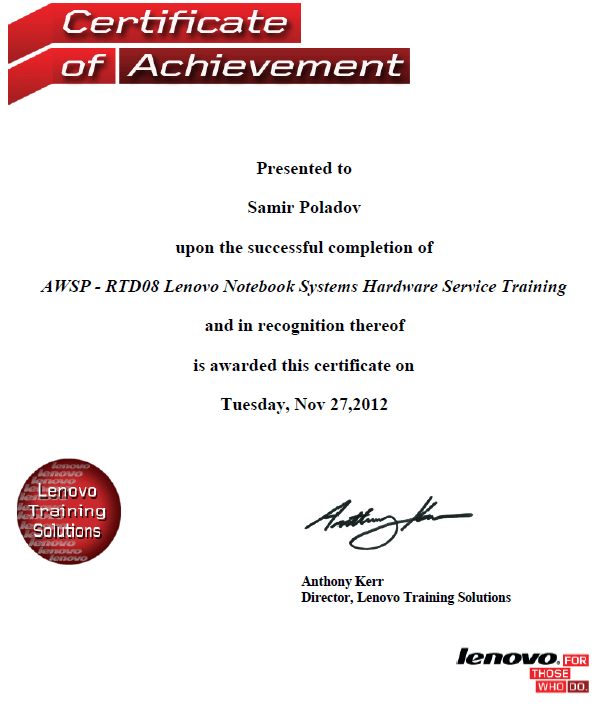 Certificate
of Achievement
Presented to
Samir Poladov
upon the successful completion of
AWSP - RTD08 Lenovo Notebook Systems Hardware Service Training
and in recognition thereof
is awarded this certificate on
Tuesday, Nov 27,2012
Lenovo
Training
Solutions
Anthony Kerr
Director, Lenovo Training Solutions
lenovo. FOR
THOSE
WHO DO.